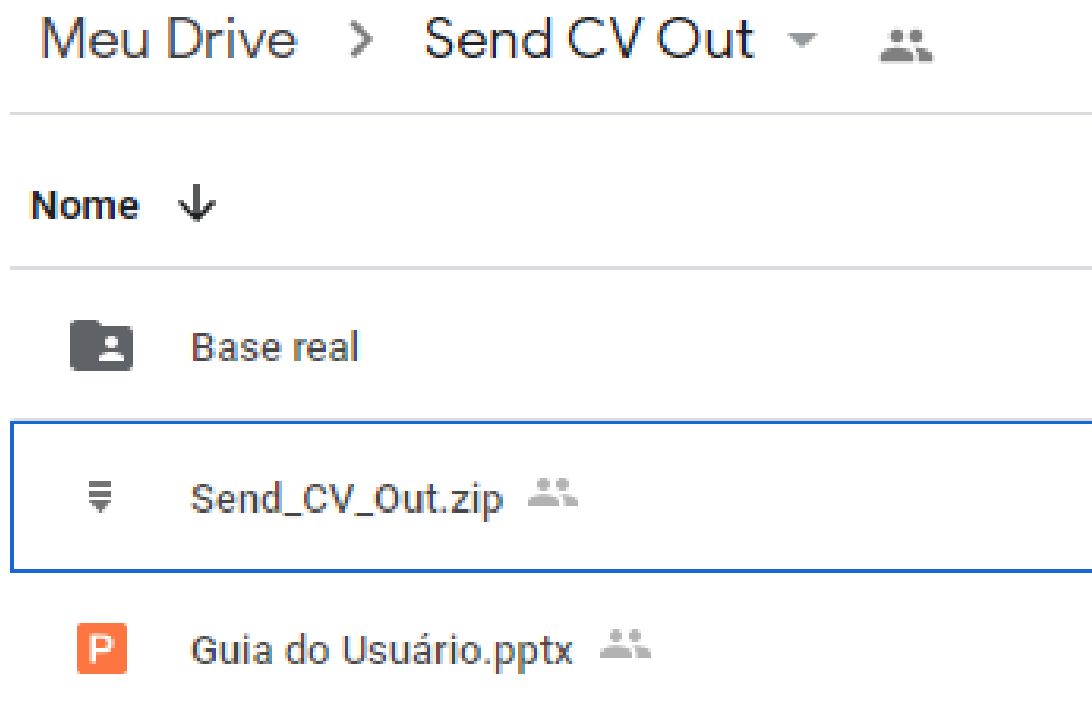 Meu Drive > Send CV Out
Nome
Base real
Send_CV_Out.zip
P Guia do Usuário.pptx